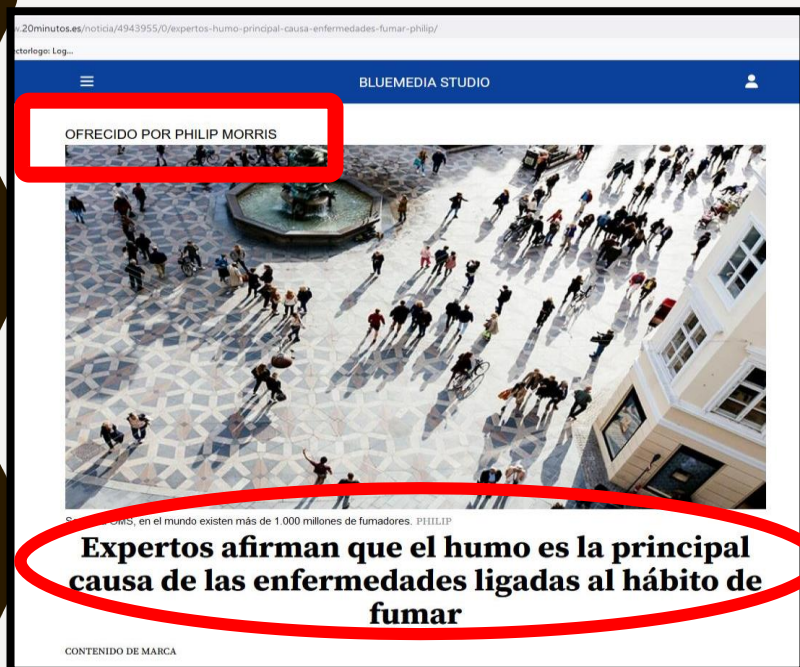 w.20minutos.es/noticia/4943955/0/expertos-humo-principal-causa-enfermedades-fumar-philip/
ctorlogo: Log...
BLUEMEDIA STUDIO
OFRECIDO POR PHILIP MORRIS
OMS, en el mundo existen más de 1.000 millones de fumadores. PHILIP
Expertos afirman que el humo es la principal
causa de las enfermedades ligadas al hábito de
fumar
CONTENIDO DE MARCA